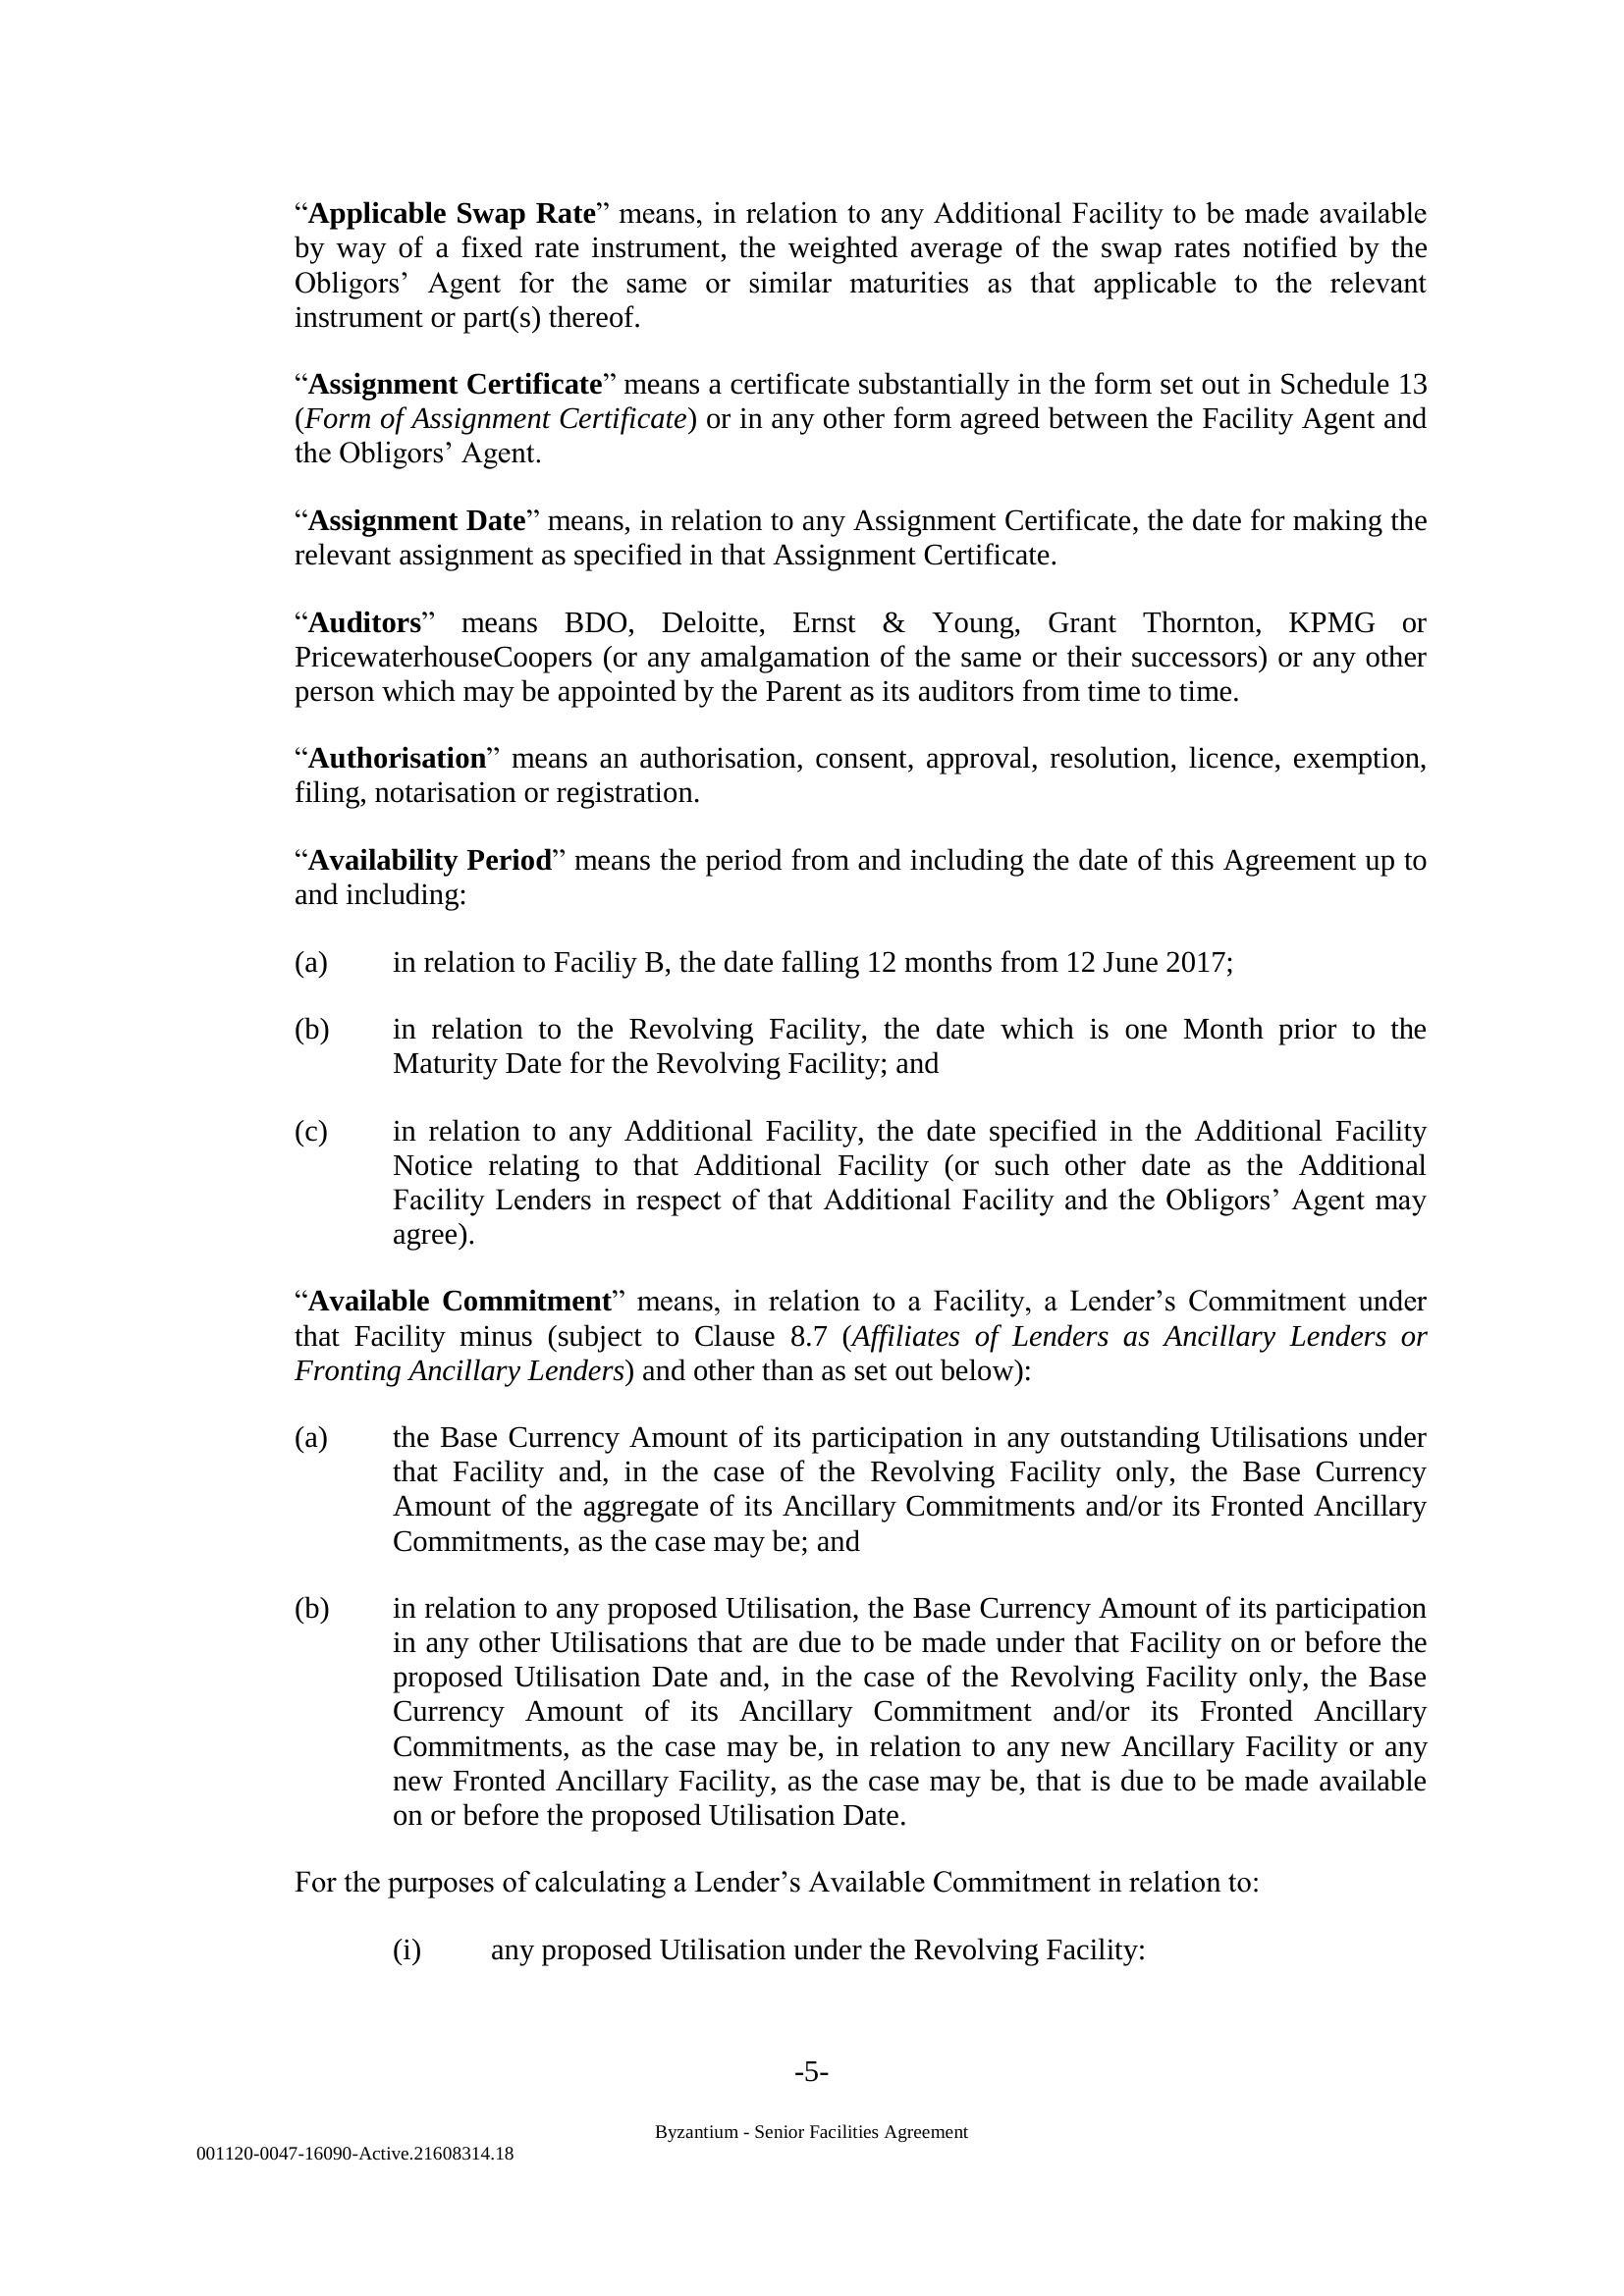 “Applicable Swap Rate” means, in relation to any Additional Facility to be made available
by way of a fixed rate instrument, the weighted average of the swap rates notified by the
Obligors’ Agent for the same or similar maturities as that applicable to the relevant
instrument or part(s) thereof.
“Assignment Certificate” means a certificate substantially in the form set out in Schedule 13
(Form of Assignment Certificate) or in any other form agreed between the Facility Agent and
the Obligors’ Agent.
“Assignment Date” means, in relation to any Assignment Certificate, the date for making the
relevant assignment as specified in that Assignment Certificate.
“Auditors” means BDO, Deloitte, Ernst & Young, Grant Thornton, KPMG or
PricewaterhouseCoopers (or any amalgamation of the same or their successors) or any other
person which may be appointed by the Parent as its auditors from time to time.
“Authorisation” means an authorisation, consent, approval, resolution, licence, exemption,
filing, notarisation or registration.
“Availability Period” means the period from and including the date of this Agreement up to
and including:
(a) in relation to Faciliy B, the date falling 12 months from 12 June 2017;
(b) in relation to the Revolving Facility, the date which is one Month prior to the
Maturity Date for the Revolving Facility; and
(c) in relation to any Additional Facility, the date specified in the Additional Facility
Notice relating to that Additional Facility (or such other date as the Additional
Facility Lenders in respect of that Additional Facility and the Obligors’ Agent may
agree).
“Available Commitment” means, in relation to a Facility, a Lender’s Commitment under
that Facility minus (subject to Clause 8.7 (Affiliates of Lenders as Ancillary Lenders or
Fronting Ancillary Lenders) and other than as set out below):
(a) the Base Currency Amount of its participation in any outstanding Utilisations under
that Facility and, in the case of the Revolving Facility only, the Base Currency
Amount of the aggregate of its Ancillary Commitments and/or its Fronted Ancillary
Commitments, as the case may be; and
(b) in relation to any proposed Utilisation, the Base Currency Amount of its participation
in any other Utilisations that are due to be made under that Facility on or before the
proposed Utilisation Date and, in the case of the Revolving Facility only, the Base
Currency Amount of its Ancillary Commitment and/or its Fronted Ancillary
Commitments, as the case may be, in relation to any new Ancillary Facility or any
new Fronted Ancillary Facility, as the case may be, that is due to be made available
on or before the proposed Utilisation Date.
For the purposes of calculating a Lender’s Available Commitment in relation to:
(i) any proposed Utilisation under the Revolving Facility:
-5-
Byzantium - Senior Facilities Agreement
001120-0047-16090-Active.21608314.18